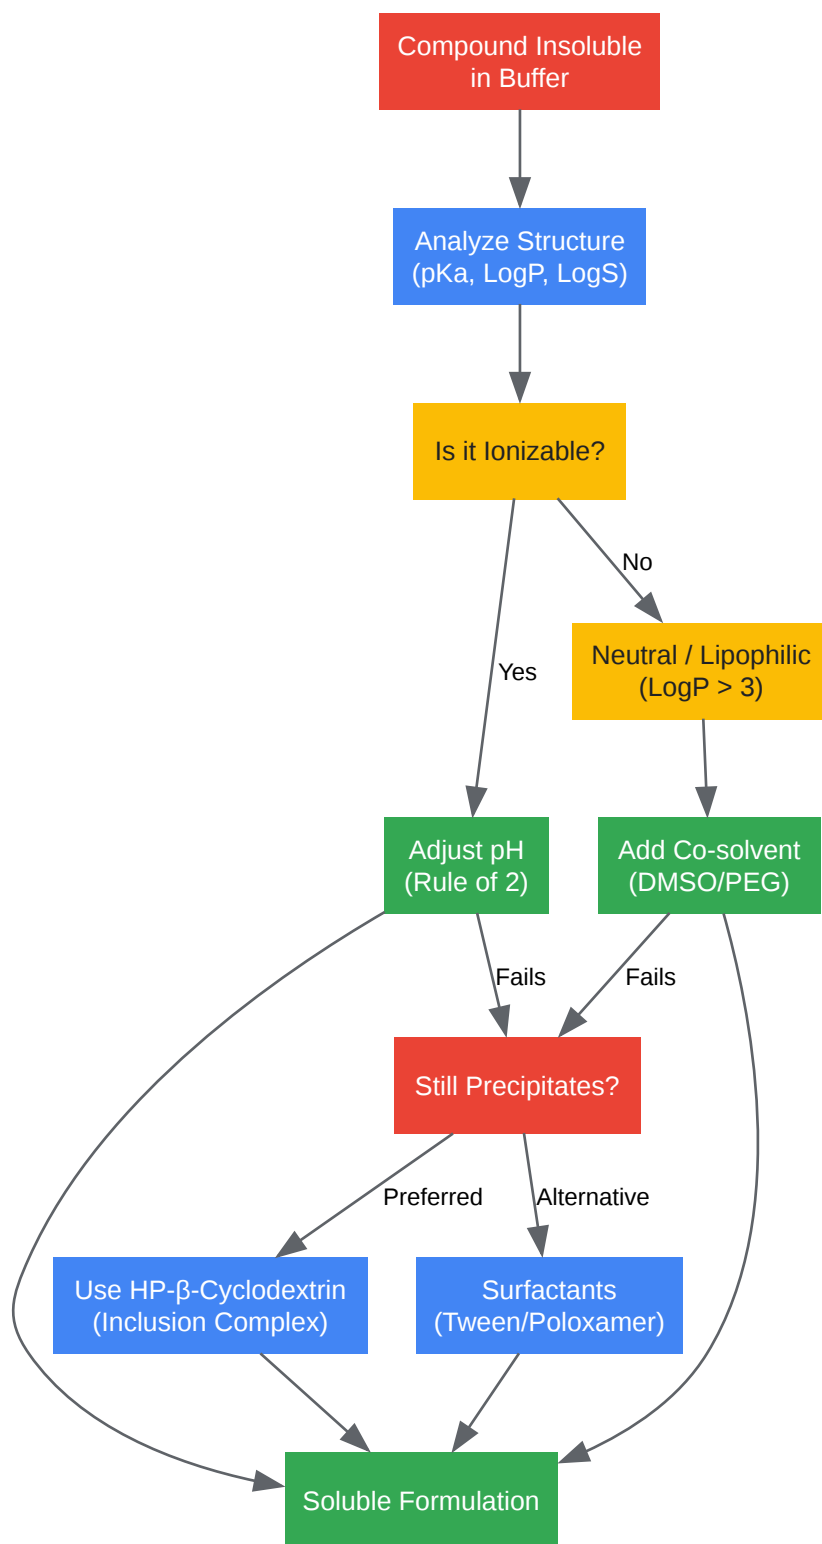 Compound Insoluble
in Buffer
Analyze Structure
(pKa, LogP, LogS)
Is it Ionizable?
No
Neutral / Lipophilic
(LogP > 3)
Yes
Adjust pH
(Rule of 2)
Add Co-solvent
(DMSO/PEG)
Fails
Fails
Still Precipitates?
Preferred
Alternative
Use HP-β-Cyclodextrin
(Inclusion Complex)
Surfactants
(Tween/Poloxamer)
Soluble Formulation